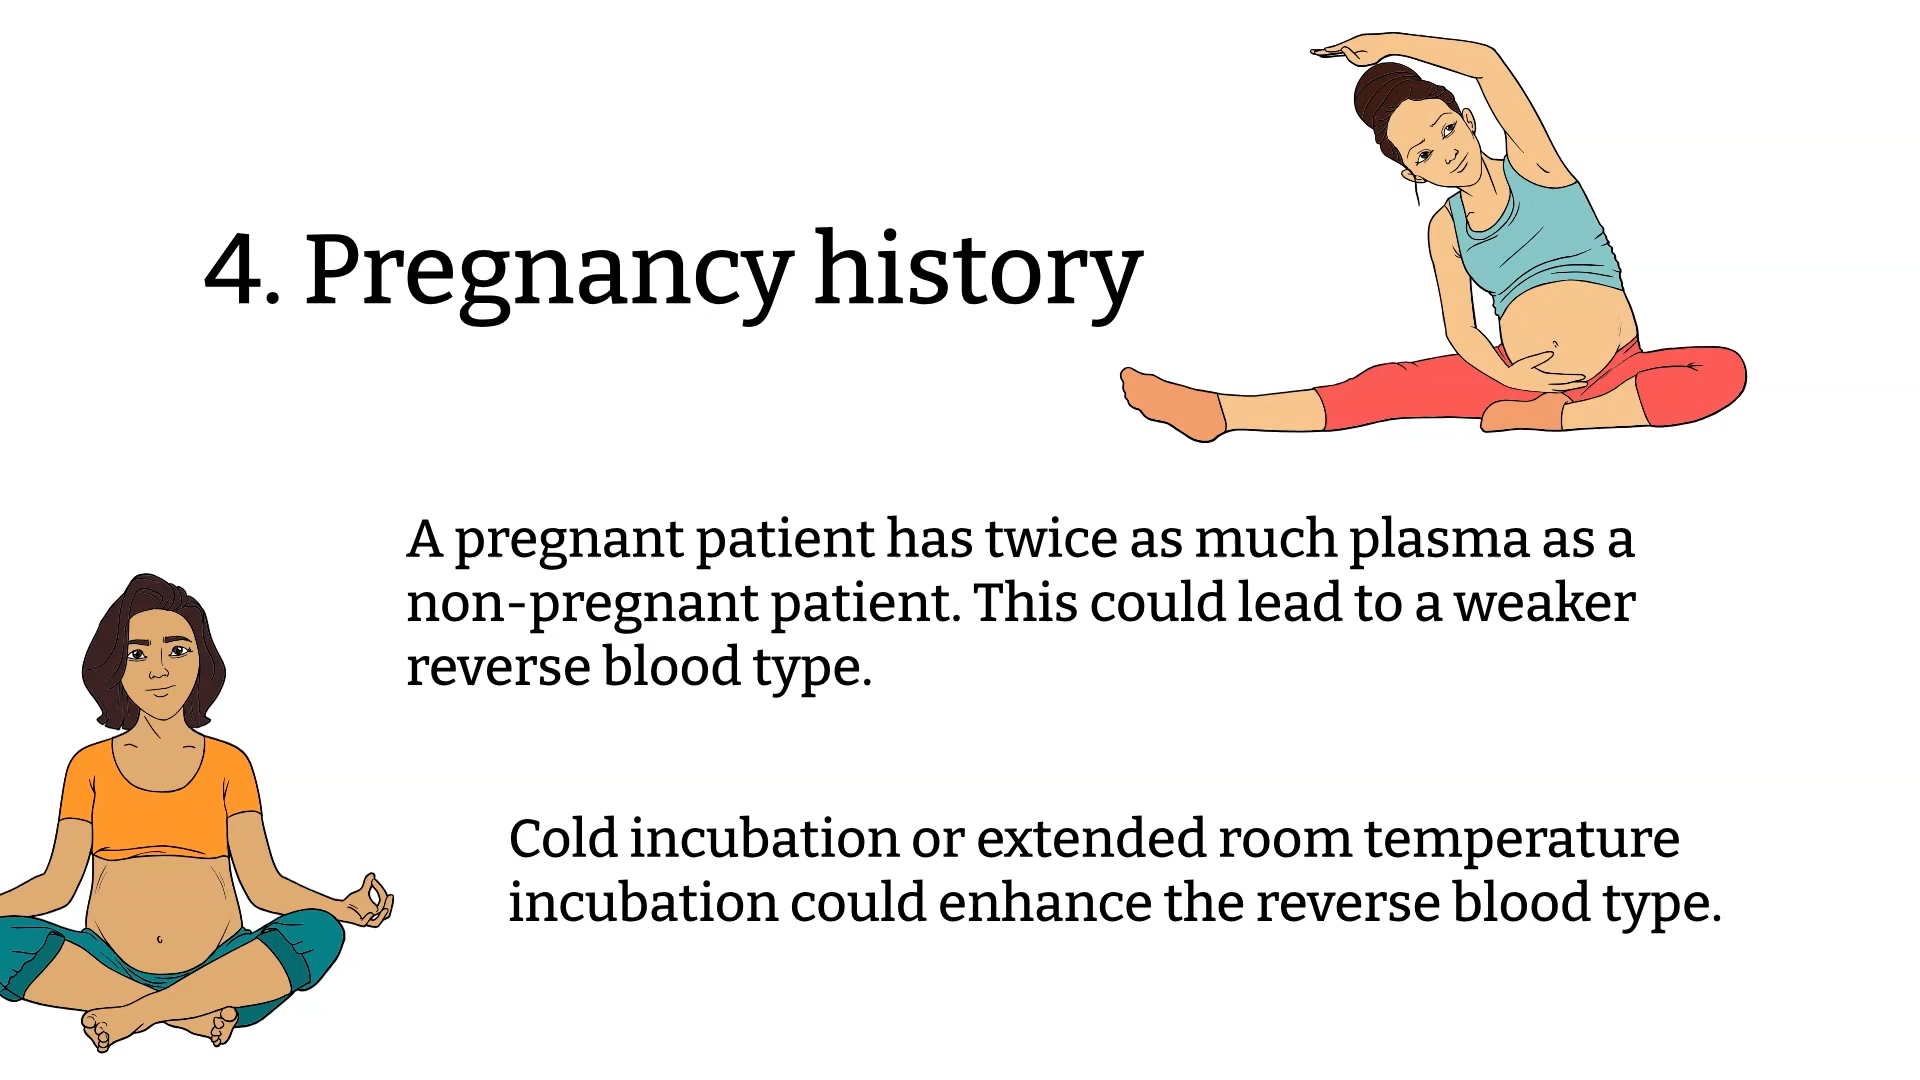 4. Pregnancy history
A pregnant patient has twice as much plasma as a
non-pregnant patient. This could lead to a weaker
reverse blood type.
Cold incubation or extended room temperature
incubation could enhance the reverse blood type.